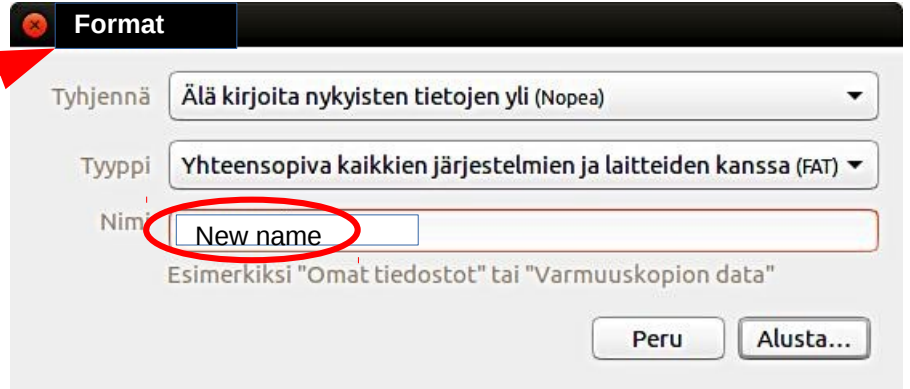 Format
Tyhjennä Älä kirjoita nykyisten tietojen yli (Nopea)
Tyyppi Yhteensopiva kaikkien järjestelmien ja laitteiden kanssa (FAT)
Nimi New name
Esimerkiksi "Omat tiedostot" tai "Varmuuskopion data"
Peru Alusta...